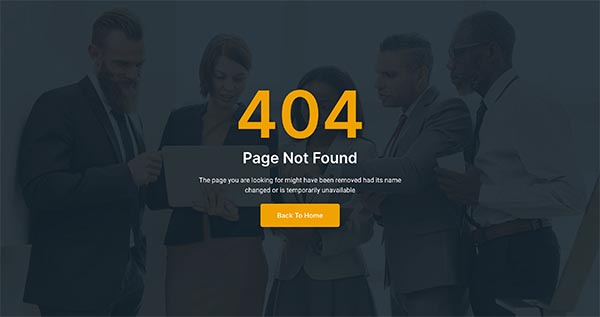 404
Page Not Found
The page you are looking for might have been removed had its name
changed or is temporarily unavailable
Back To Home